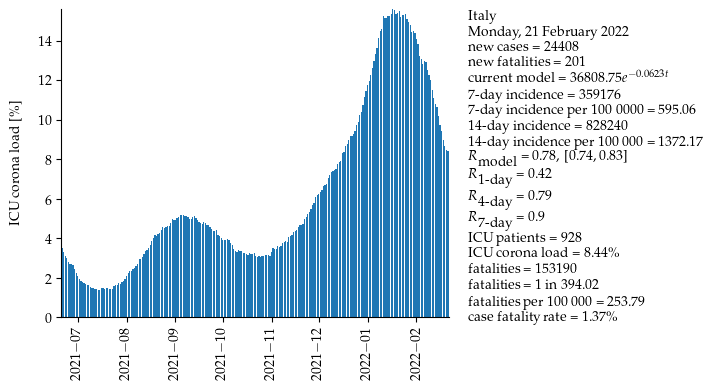 Italy
Monday, 21 February 2022
new cases = 24408
new fatalities = 201
current model = 36808.75e^{−0.0623t}
7-day incidence = 359176
7-day incidence per 100 0000 = 595.06
14-day incidence = 828240
14-day incidence per 100 000 = 1372.17
R_model = 0.78, [0.74, 0.83]
R_1-day = 0.42
R_4-day = 0.79
R_7-day = 0.9
ICU patients = 928
ICU corona load = 8.44%
fatalities = 153190
fatalities = 1 in 394.02
fatalities per 100 000 = 253.79
case fatality rate = 1.37%
ICU corona load [%]
14
12
10
8
6
4
2
0
2021−07
2021−08
2021−09
2021−10
2021−11
2021−12
2022−01
2022−02